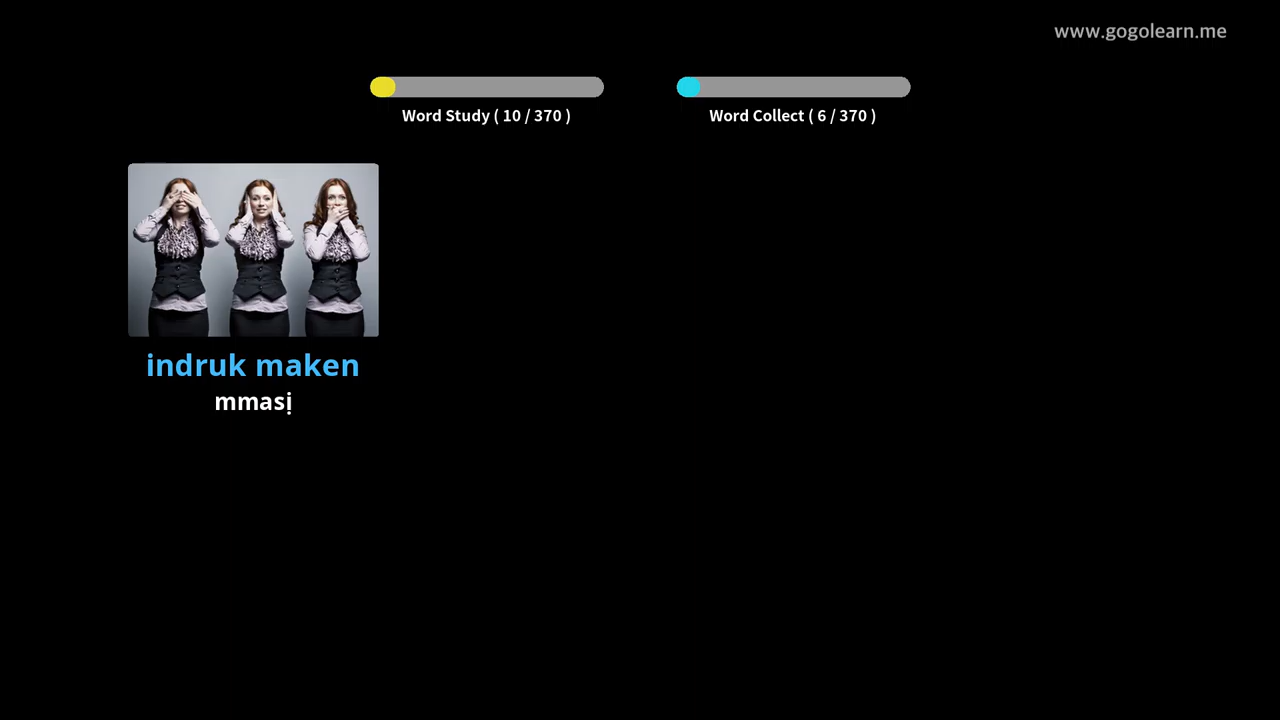 www.gogolearn.me
Word Study ( 10 / 370 )
Word Collect ( 6 / 370 )
indruk maken
mmasị